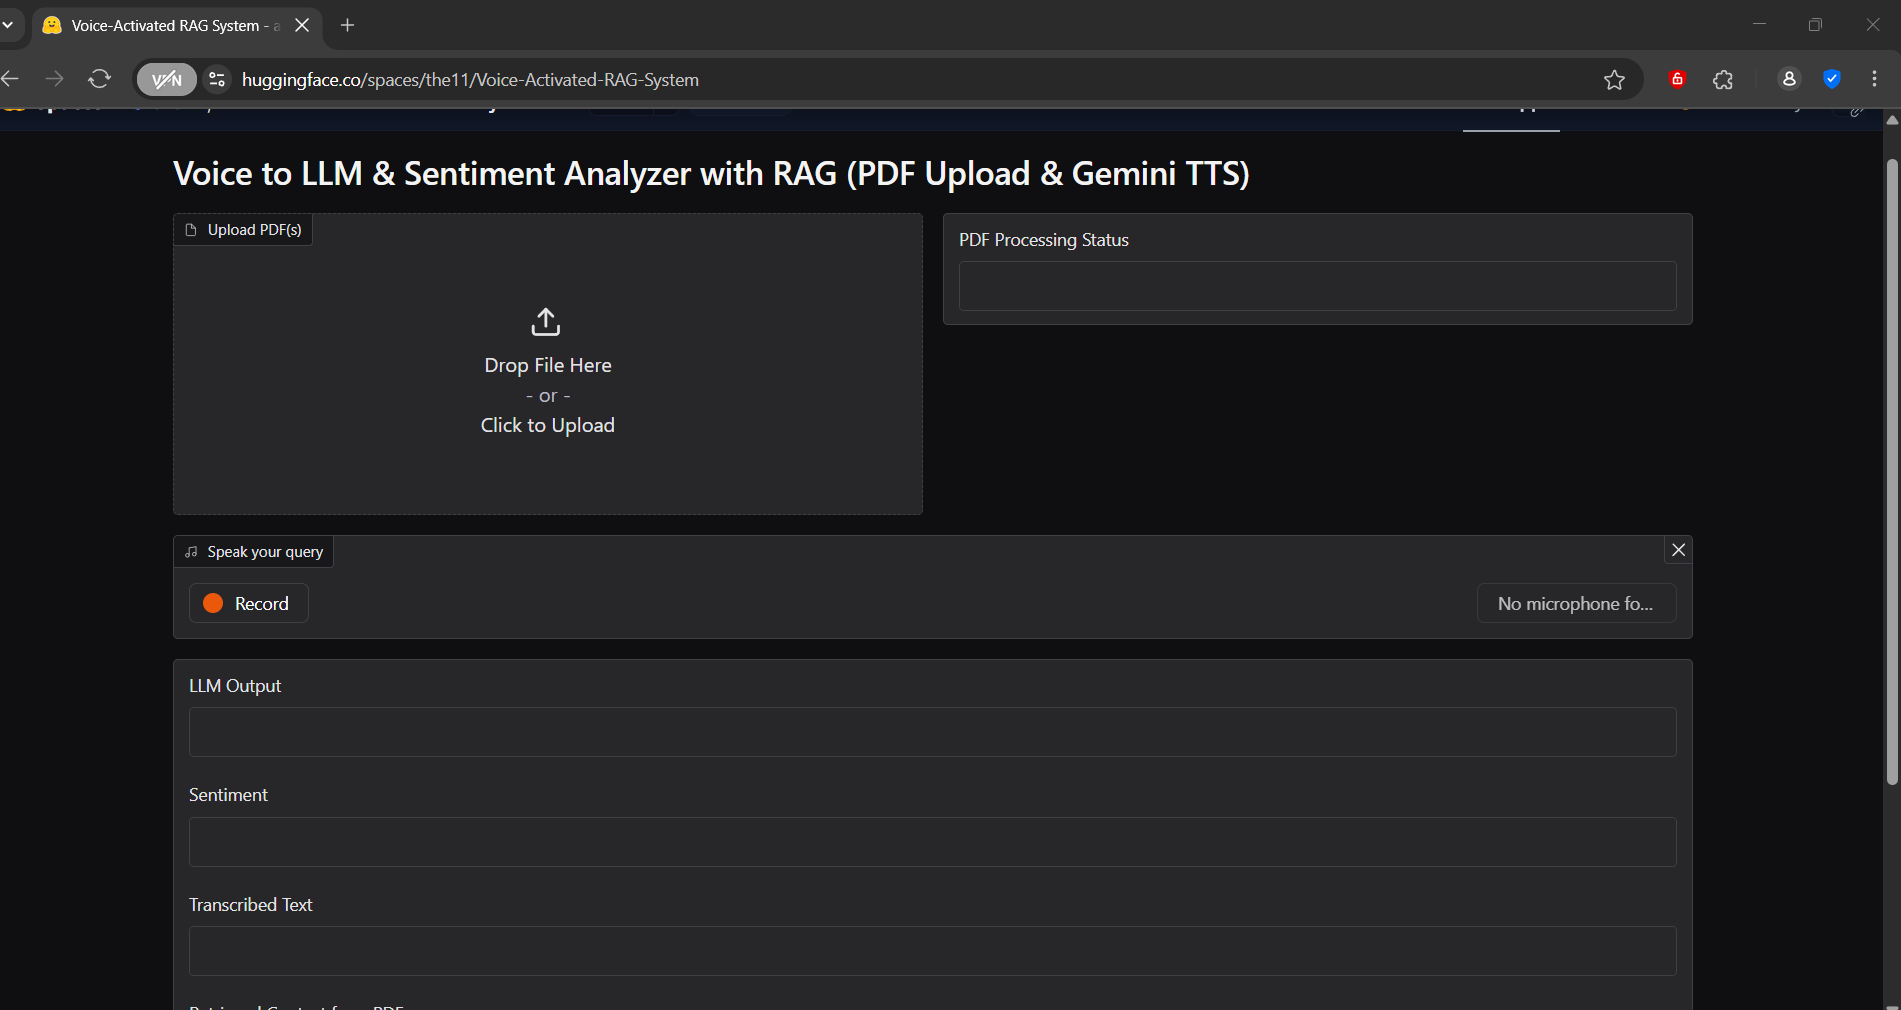 Voice-Activated RAG System - a
VPN
huggingface.co/spaces/the11/Voice-Activated-RAG-System
Voice to LLM & Sentiment Analyzer with RAG (PDF Upload & Gemini TTS)
Upload PDF(s)
PDF Processing Status
Drop File Here
- or -
Click to Upload
Speak your query
Record
No microphone fo...
LLM Output
Sentiment
Transcribed Text